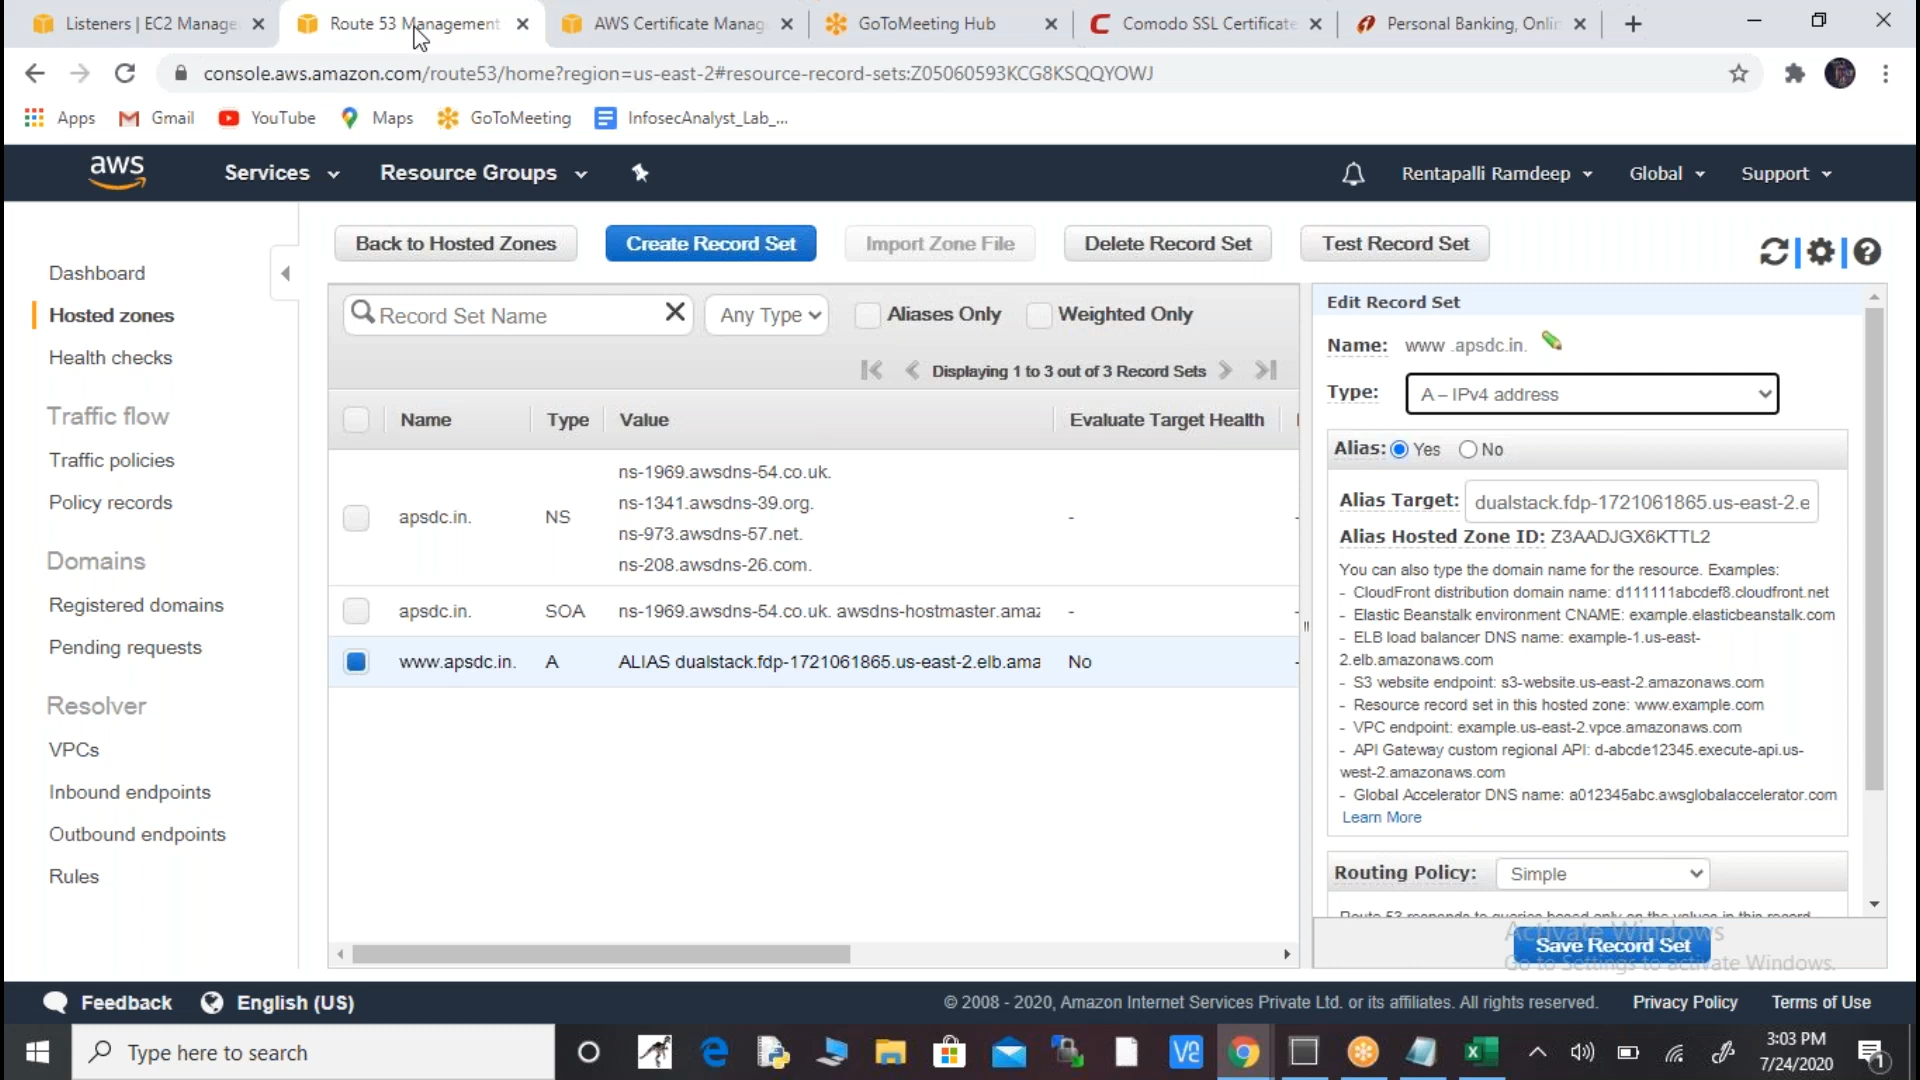 Listeners | EC2 Manage
Route 53 Management
AWS Certificate Manag
GoToMeeting Hub
Comodo SSL Certificate
Personal Banking, Onlin
console.aws.amazon.com/route53/home?region=us-east-2#resource-record-sets:Z05060593KCG8KSQQYOWJ
Apps
Gmail
YouTube
Maps
GoToMeeting
InfosecAnalyst_Lab_...
aws
Services
Resource Groups
Rentapalli Ramdeep
Global
Support
Dashboard
Hosted zones
Health checks
Traffic flow
Traffic policies
Policy records
Domains
Registered domains
Pending requests
Resolver
VPCs
Inbound endpoints
Outbound endpoints
Rules
Back to Hosted Zones
Create Record Set
Import Zone File
Delete Record Set
Test Record Set
Record Set Name
Any Type
Aliases Only
Weighted Only
Displaying 1 to 3 out of 3 Record Sets
Name Type Value Evaluate Target Health
apsdc.in. NS
ns-1969.awsdns-54.co.uk.
ns-1341.awsdns-39.org.
ns-973.awsdns-57.net.
ns-208.awsdns-26.com.
-
apsdc.in. SOA ns-1969.awsdns-54.co.uk. awsdns-hostmaster.amaz -
www.apsdc.in. A ALIAS dualstack.fdp-1721061865.us-east-2.elb.ama No
Edit Record Set
Name: www .apsdc.in.
Type: A – IPv4 address
Alias: Yes No
Alias Target: dualstack.fdp-1721061865.us-east-2.e
Alias Hosted Zone ID: Z3AADJGX6KTTL2
You can also type the domain name for the resource. Examples:
- CloudFront distribution domain name: d111111abcdef8.cloudfront.net
- Elastic Beanstalk environment CNAME: example.elasticbeanstalk.com
- ELB load balancer DNS name: example-1.us-east-
2.elb.amazonaws.com
- S3 website endpoint: s3-website.us-east-2.amazonaws.com
- Resource record set in this hosted zone: www.example.com
- VPC endpoint: example.us-east-2.vpce.amazonaws.com
- API Gateway custom regional API: d-abcde12345.execute-api.us-
west-2.amazonaws.com
- Global Accelerator DNS name: a012345abc.awsglobalaccelerator.com
Learn More
Routing Policy: Simple
Route 53 responds to queries based only on the values in this record
Activate Windows
Save Record Set
Go to Settings to activate Windows.
Feedback
English (US)
© 2008 - 2020, Amazon Internet Services Private Ltd. or its affiliates. All rights reserved.
Privacy Policy
Terms of Use
Type here to search
3:03 PM
7/24/2020
1